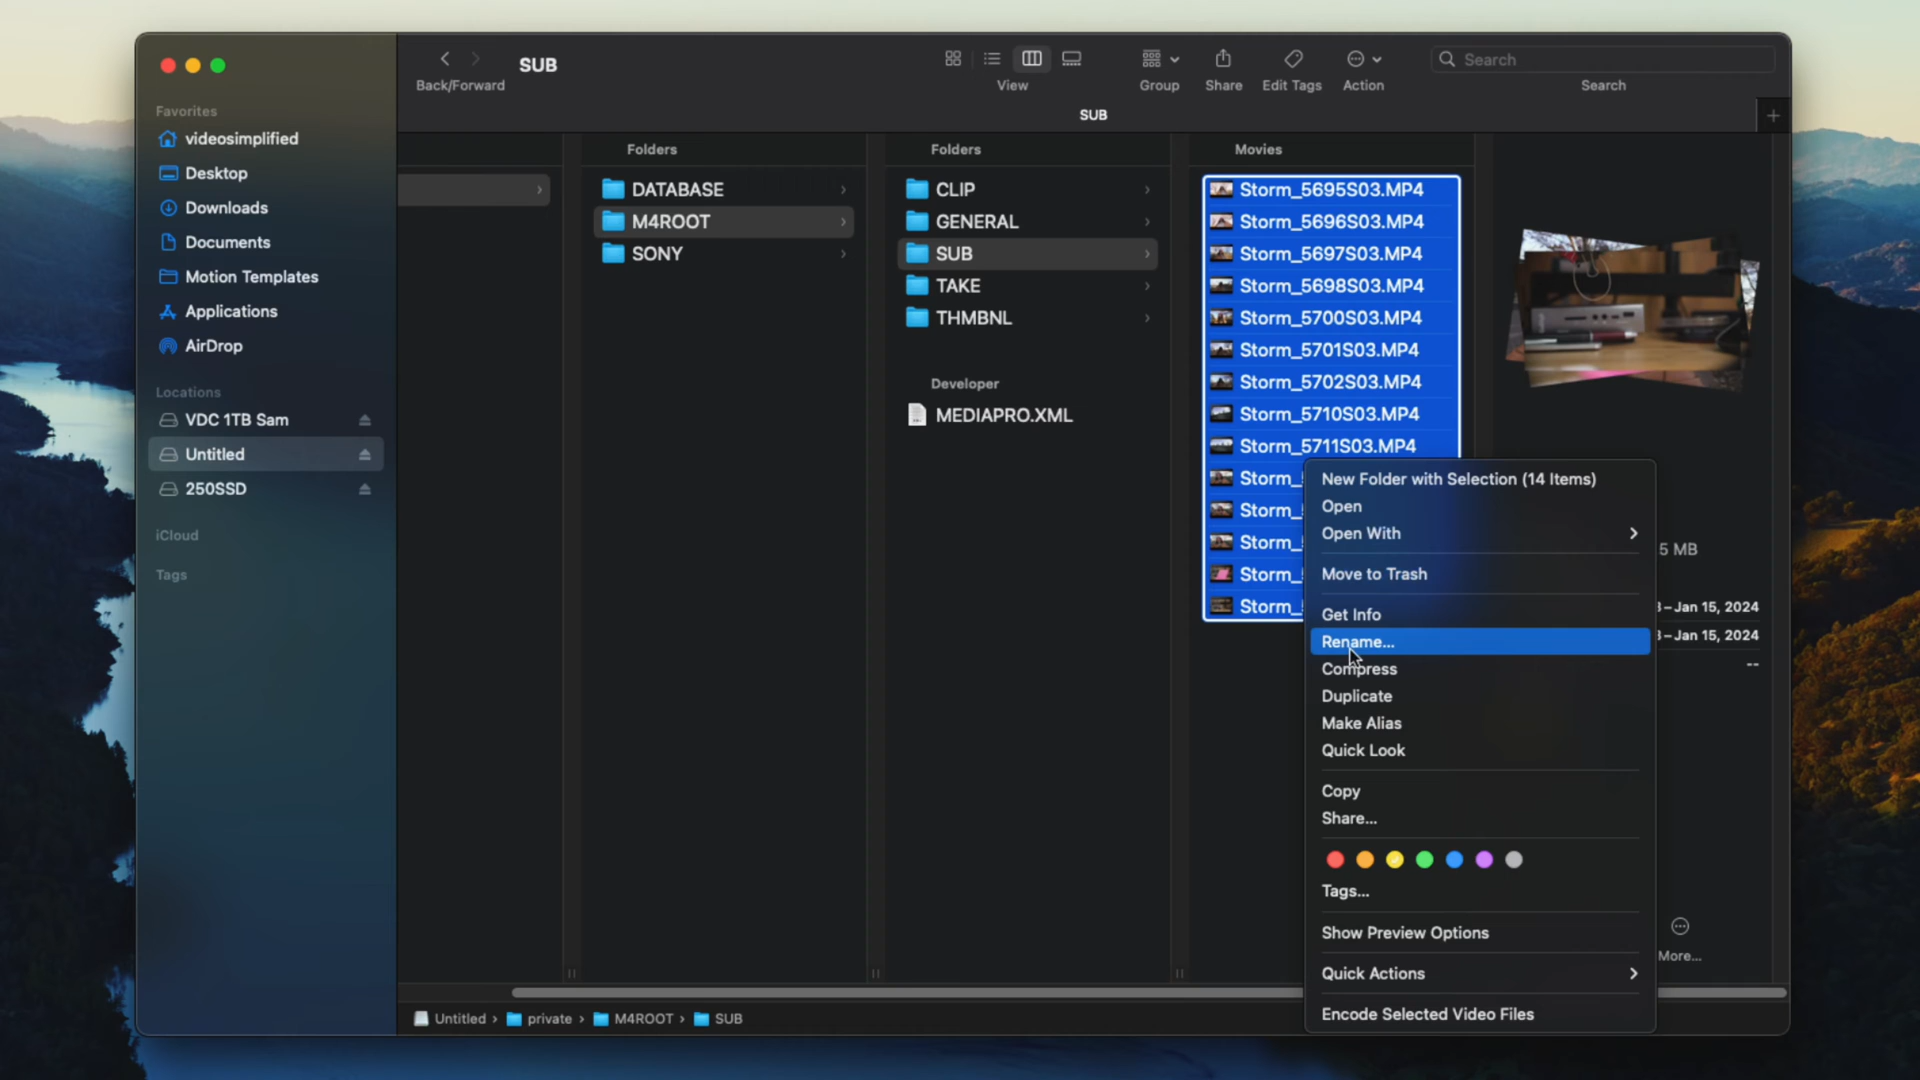 SUB
Back/Forward
View
Group
Share
Edit Tags
Action
Search
Search
SUB
Favorites
videosimplified
Desktop
Downloads
Documents
Motion Templates
Applications
AirDrop
Locations
VDC 1TB Sam
Untitled
250SSD
iCloud
Tags
Folders
DATABASE
M4ROOT
SONY
Folders
CLIP
GENERAL
SUB
TAKE
THMBNL
Developer
MEDIAPRO.XML
Movies
Storm_5695S03.MP4
Storm_5696S03.MP4
Storm_5697S03.MP4
Storm_5698S03.MP4
Storm_5700S03.MP4
Storm_5701S03.MP4
Storm_5702S03.MP4
Storm_5710S03.MP4
Storm_5711S03.MP4
Storm_
Storm_
Storm_
Storm_
Storm_
New Folder with Selection (14 Items)
Open
Open With
Move to Trash
Get Info
Rename...
Compress
Duplicate
Make Alias
Quick Look
Copy
Share...
Tags...
Show Preview Options
Quick Actions
Encode Selected Video Files
5 MB
– Jan 15, 2024
– Jan 15, 2024
--
More...
Untitled › private › M4ROOT › SUB